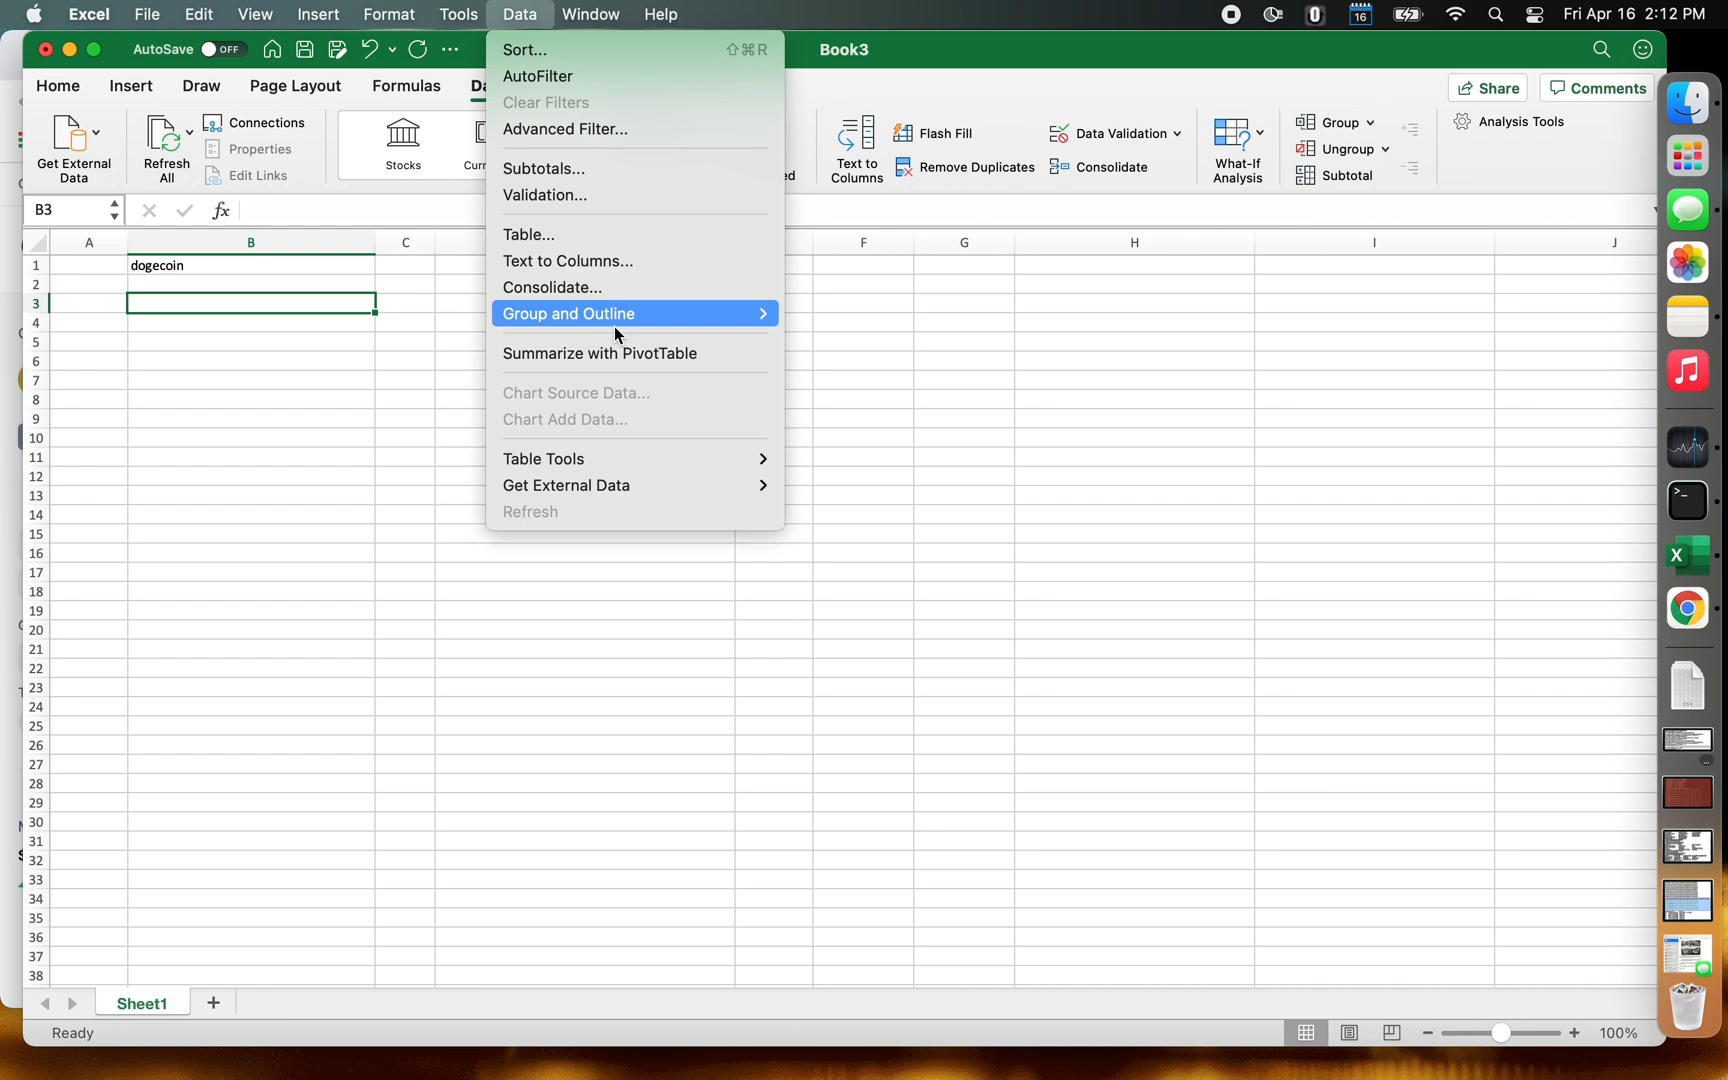 Excel File Edit View Insert Format Tools Data Window Help 16 Fri Apr 16 2:12 PM
AutoSave OFF Book3
Home Insert Draw Page Layout Formulas Share Comments
Get External Data
Refresh All
Connections
Properties
Edit Links
Stocks
Text to Columns
Flash Fill
Remove Duplicates
Data Validation
Consolidate
What-If Analysis
Group
Ungroup
Subtotal
Analysis Tools
Sort... ⇧⌘R
AutoFilter
Clear Filters
Advanced Filter...
Subtotals...
Validation...
Table...
Text to Columns...
Consolidate...
Group and Outline
Summarize with PivotTable
Chart Source Data...
Chart Add Data...
Table Tools
Get External Data
Refresh
B3 fx
A B C F G H I J
1 dogecoin
2
3
4
5
6
7
8
9
10
11
12
13
14
15
16
17
18
19
20
21
22
23
24
25
26
27
28
29
30
31
32
33
34
35
36
37
38
Sheet1
Ready 100%